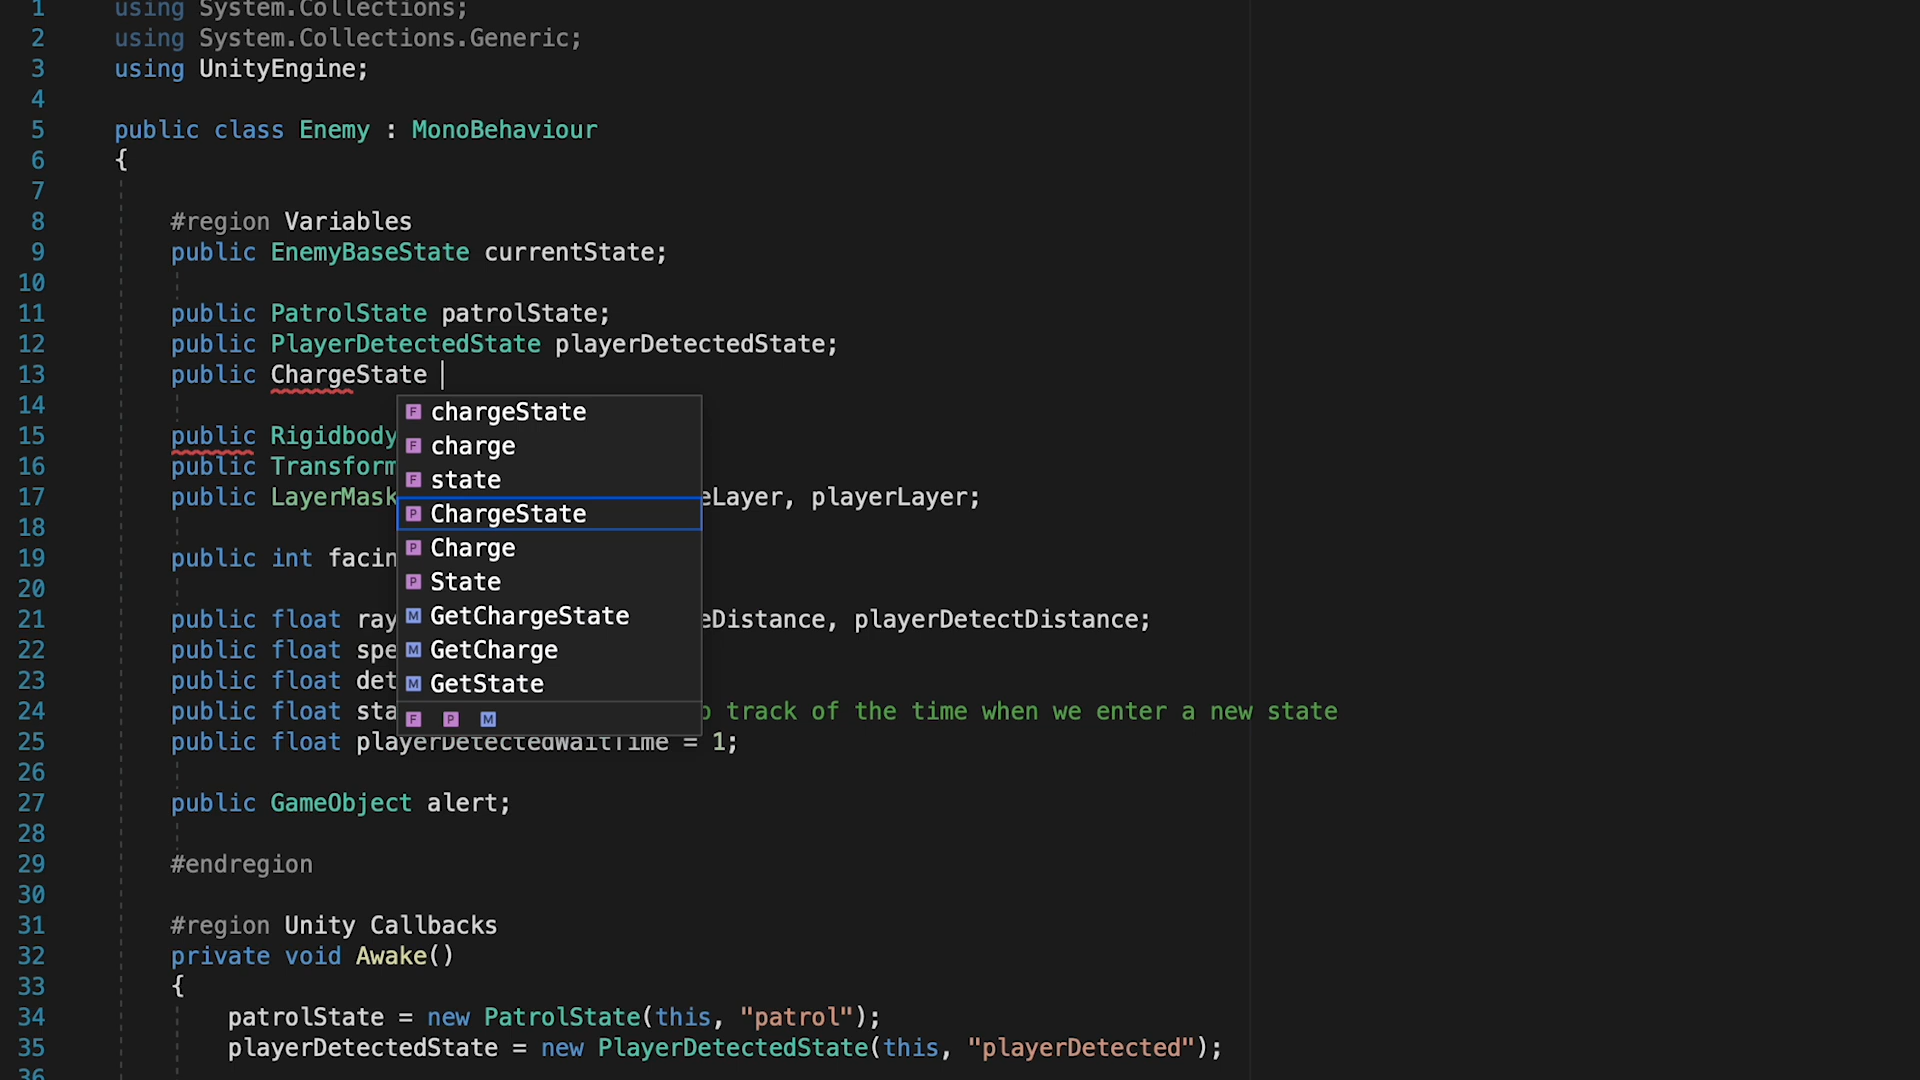 1 using System.Collections;
2 using System.Collections.Generic;
3 using UnityEngine;
4
5 public class Enemy : MonoBehaviour
6 {
7
8 #region Variables
9 public EnemyBaseState currentState;
10
11 public PatrolState patrolState;
12 public PlayerDetectedState playerDetectedState;
13 public ChargeState
14
chargeState
charge
state
ChargeState
Charge
State
GetChargeState
GetCharge
GetState
F P M
15 public Rigidbody
16 public Transform
17 public LayerMask eLayer, playerLayer;
18
19 public int facin
20
21 public float ray eDistance, playerDetectDistance;
22 public float spe
23 public float det
24 public float sta track of the time when we enter a new state
25 public float playerDetectedWaitTime = 1;
26
27 public GameObject alert;
28
29 #endregion
30
31 #region Unity Callbacks
32 private void Awake()
33 {
34 patrolState = new PatrolState(this, "patrol");
35 playerDetectedState = new PlayerDetectedState(this, "playerDetected");
36